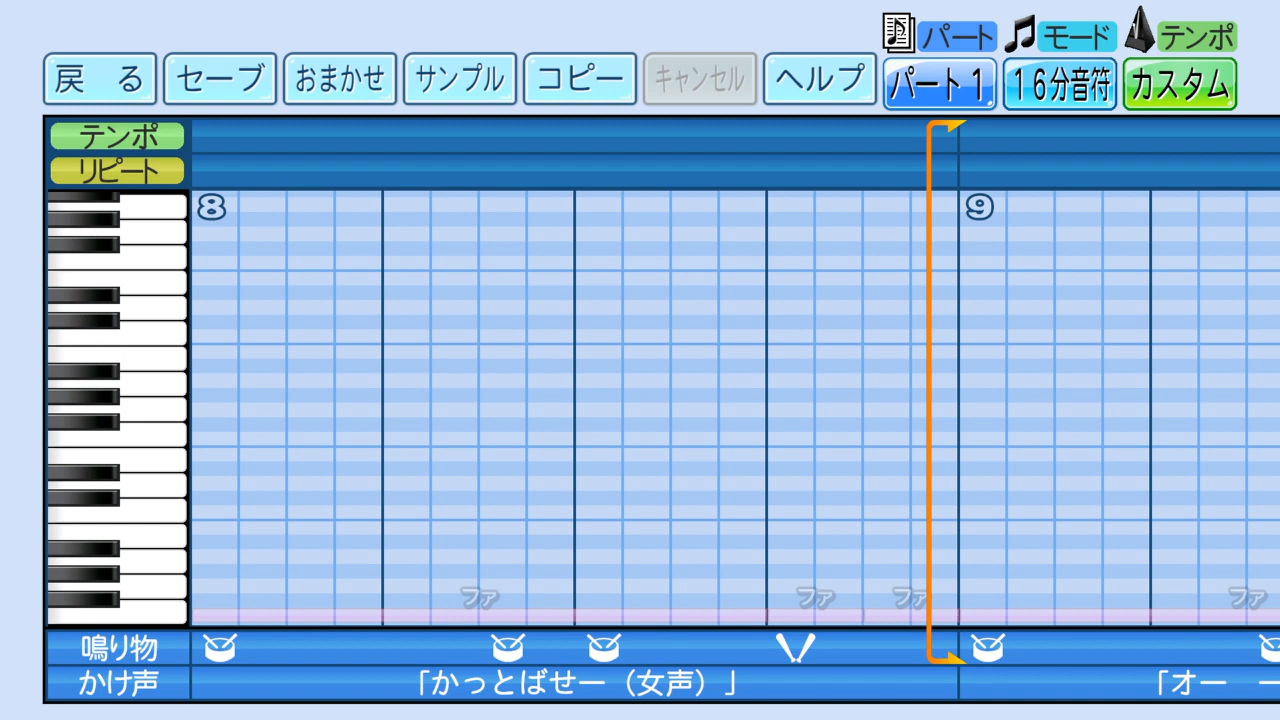 パート モード テンポ
戻る セーブ おまかせ サンプル コピー キャンセル ヘルプ パート1 16分音符 カスタム
テンポ
リピート
8 9
ファ ファ ファ ファ
鳴り物
かけ声 「かっとばせー（女声）」 「オー ー